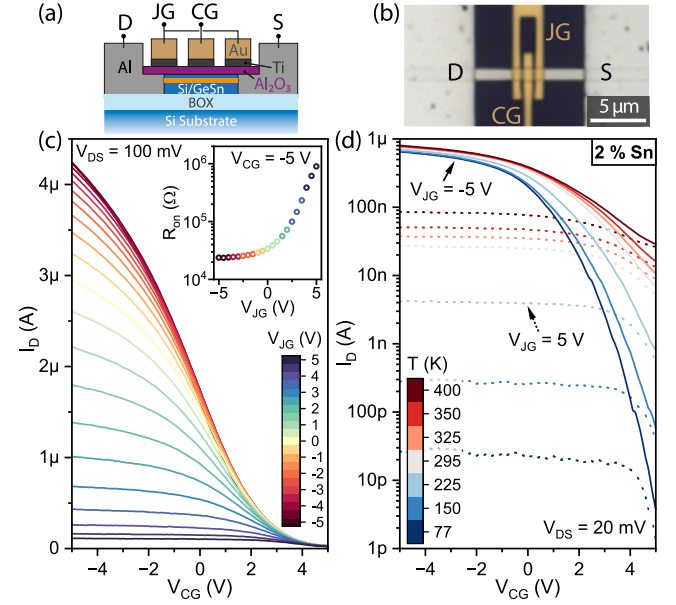 (a)
JG CG
D S
Au
Al
Ti
Al₂O₃
Si/GeSn
BOX
Si Substrate
(b)
JG
D S
CG
5 µm
(c)
V_DS = 100 mV
V_CG = -5 V
10⁶
10⁵
10⁴
R_on (Ω)
−5 0 5
V_JG (V)
4µ
3µ
2µ
1µ
0
I_D (A)
V_JG (V)
5
4
3
2
1
0
-1
-2
-3
-4
-5
−4 −2 0 2 4
V_CG (V)
(d)
2 % Sn
V_JG = -5 V
V_JG = 5 V
1µ
100n
10n
1n
100p
10p
1p
I_D (A)
T (K)
400
350
325
295
225
150
77
V_DS = 20 mV
−4 −2 0 2 4
V_CG (V)